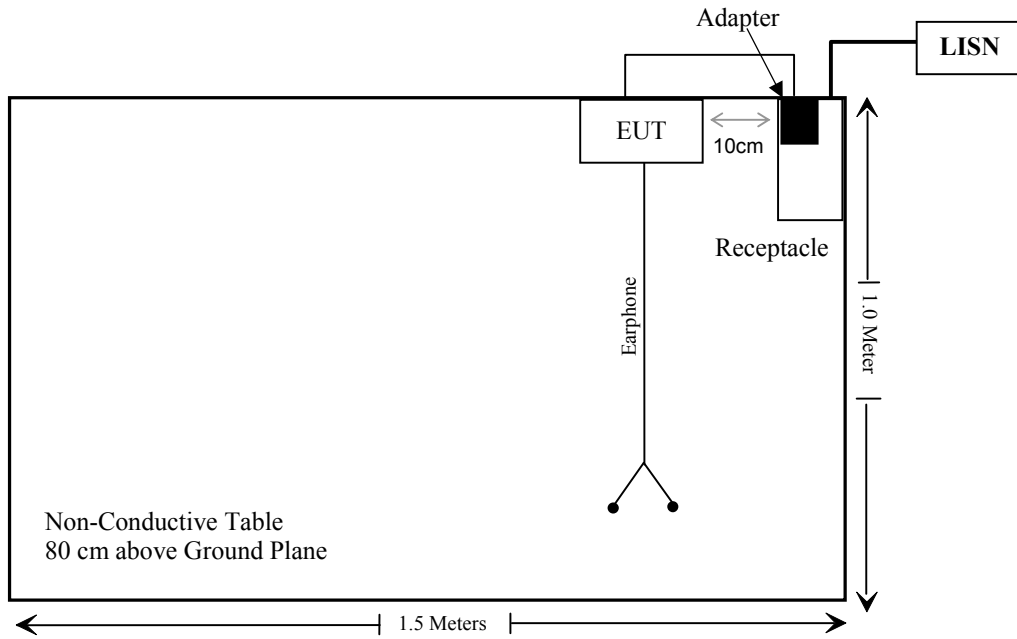 Adapter
LISN
EUT
10cm
Receptacle
Earphone
1.0 Meter
Non-Conductive Table
80 cm above Ground Plane
1.5 Meters